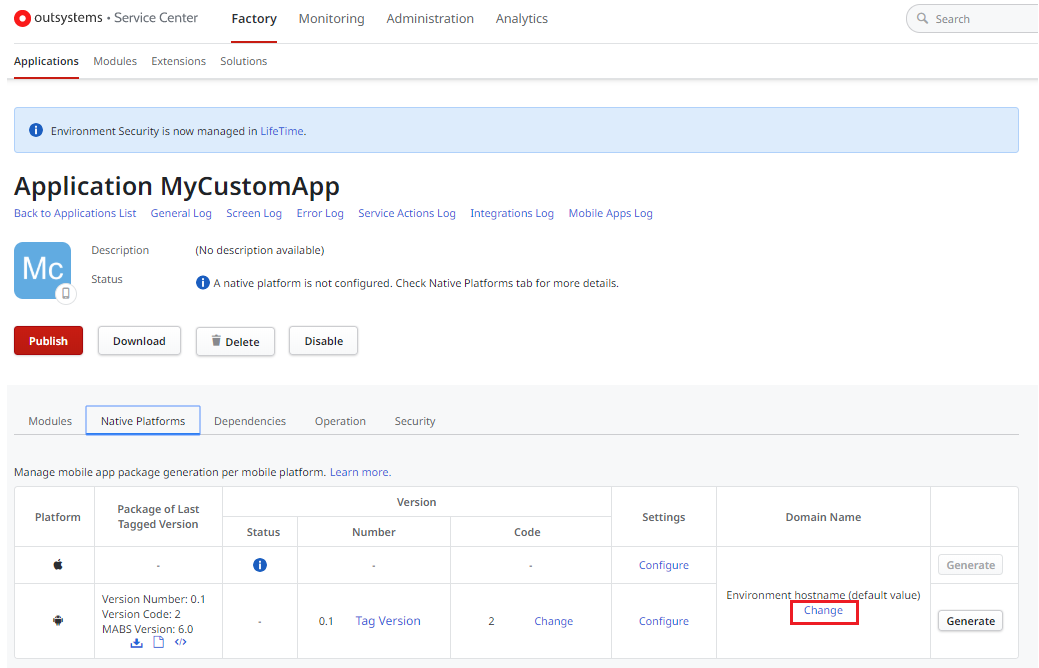 outsystems • Service Center Factory Monitoring Administration Analytics Search
Applications Modules Extensions Solutions
Environment Security is now managed in LifeTime.
Application MyCustomApp
Back to Applications List General Log Screen Log Error Log Service Actions Log Integrations Log Mobile Apps Log
Mc
Description (No description available)
Status A native platform is not configured. Check Native Platforms tab for more details.
Publish Download Delete Disable
Modules Native Platforms Dependencies Operation Security
Manage mobile app package generation per mobile platform. Learn more.
Platform Package of Last Tagged Version Version Settings Domain Name
Status Number Code
- - - Configure Generate
Environment hostname (default value)
Change
Version Number: 0.1
Version Code: 2
MABS Version: 6.0
- 0.1 Tag Version 2 Change Configure Generate